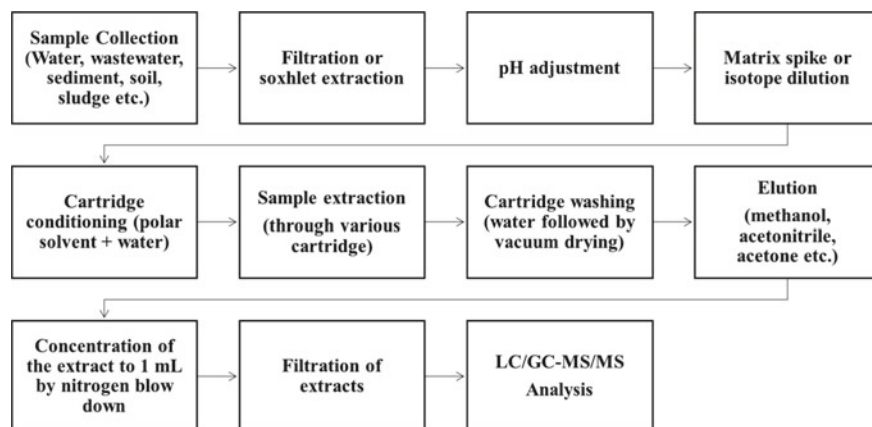 Sample Collection
(Water, wastewater,
sediment, soil,
sludge etc.)
Filtration or
soxhlet extraction
pH adjustment
Matrix spike or
isotope dilution
Cartridge
conditioning (polar
solvent + water)
Sample extraction
(through various
cartridge)
Cartridge washing
(water followed by
vacuum drying)
Elution
(methanol,
acetonitrile,
acetone etc.)
Concentration of
the extract to 1 mL
by nitrogen blow
down
Filtration of
extracts
LC/GC-MS/MS
Analysis